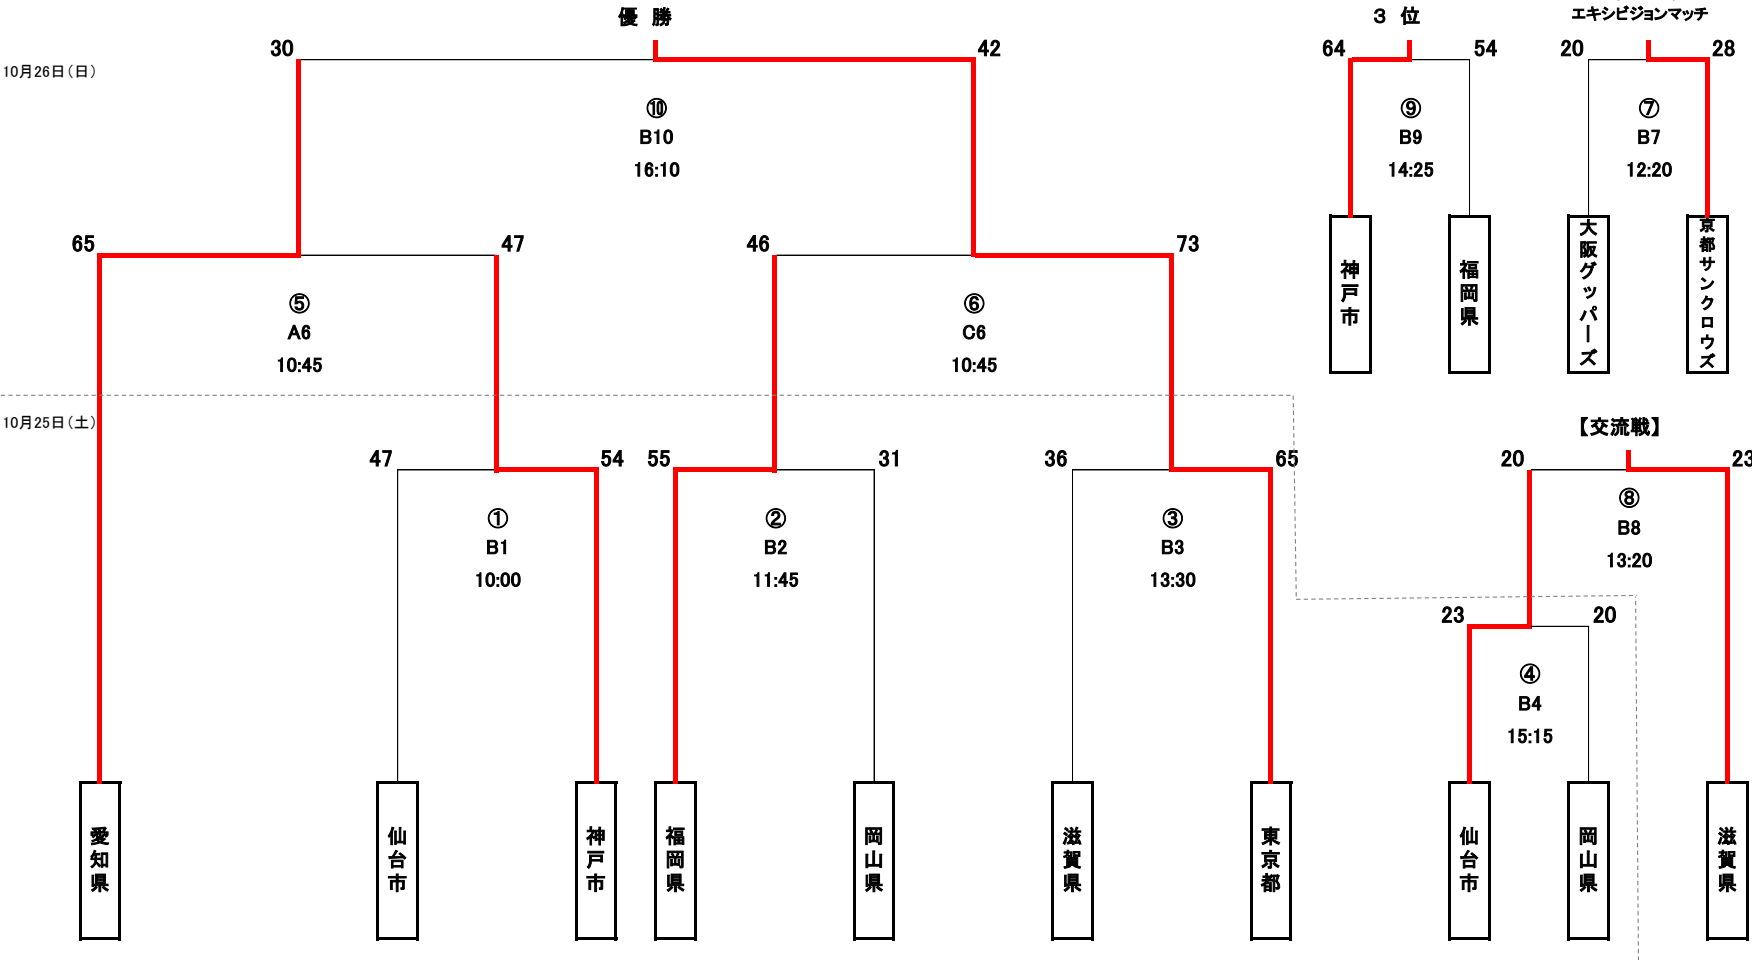 優 勝
３ 位
エキシビジョンマッチ
30
42
64
54
20
28
10月26日（日）
⑩
B10
16:10
⑨
B9
14:25
⑦
B7
12:20
神戸市
福岡県
大阪グッパーズ
京都サンクロウズ
65
47
46
73
⑤
A6
10:45
⑥
C6
10:45
10月25日（土）
【交流戦】
47
54
55
31
36
65
20
23
①
B1
10:00
②
B2
11:45
③
B3
13:30
⑧
B8
13:20
23
20
④
B4
15:15
愛知県
仙台市
神戸市
福岡県
岡山県
滋賀県
東京都
仙台市
岡山県
滋賀県